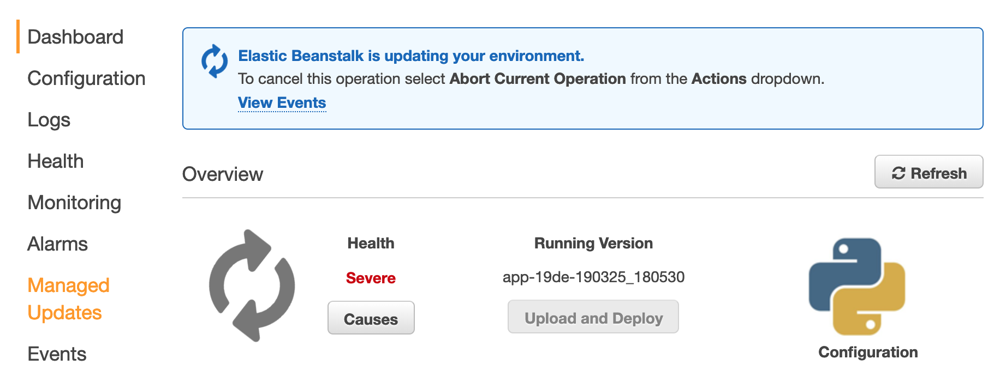 Dashboard
Configuration
Logs
Health
Monitoring
Alarms
Managed
Updates
Events
Elastic Beanstalk is updating your environment.
To cancel this operation select Abort Current Operation from the Actions dropdown.
View Events
Overview
Refresh
Health
Severe
Causes
Running Version
app-19de-190325_180530
Upload and Deploy
Configuration